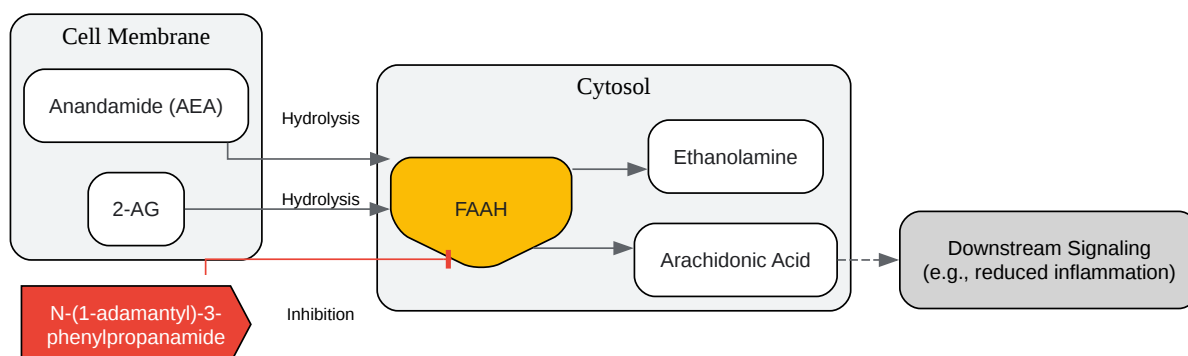 Cell Membrane
Anandamide (AEA)
2-AG
Hydrolysis
Hydrolysis
Inhibition
N-(1-adamantyl)-3-
phenylpropanamide
Cytosol
FAAH
Ethanolamine
Arachidonic Acid
Downstream Signaling
(e.g., reduced inflammation)